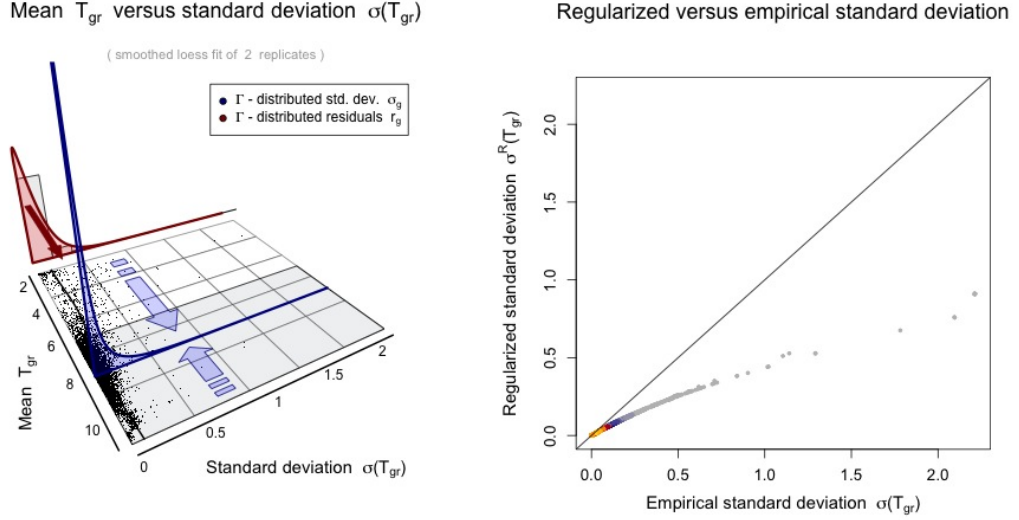 Mean T_gr versus standard deviation σ(T_gr)
( smoothed loess fit of 2 replicates )
Γ - distributed std. dev. σ_g
Γ - distributed residuals r_g
2
4
6
8
10
Mean T_gr
0
0.5
1
1.5
2
Standard deviation σ(T_gr)
Regularized versus empirical standard deviation
Regularized standard deviation σ^R(T_gr)
2.0
1.5
1.0
0.5
0.0
0.0 0.5 1.0 1.5 2.0
Empirical standard deviation σ(T_gr)